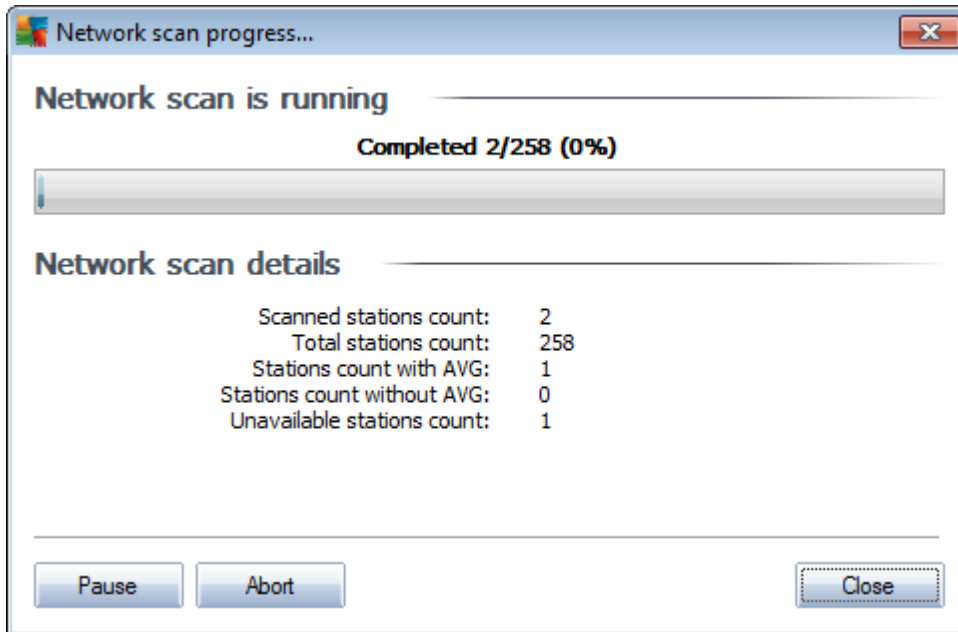 Network scan progress...
Network scan is running
Completed 2/258 (0%)
Network scan details
Scanned stations count: 2
Total stations count: 258
Stations count with AVG: 1
Stations count without AVG: 0
Unavailable stations count: 1
Pause Abort Close